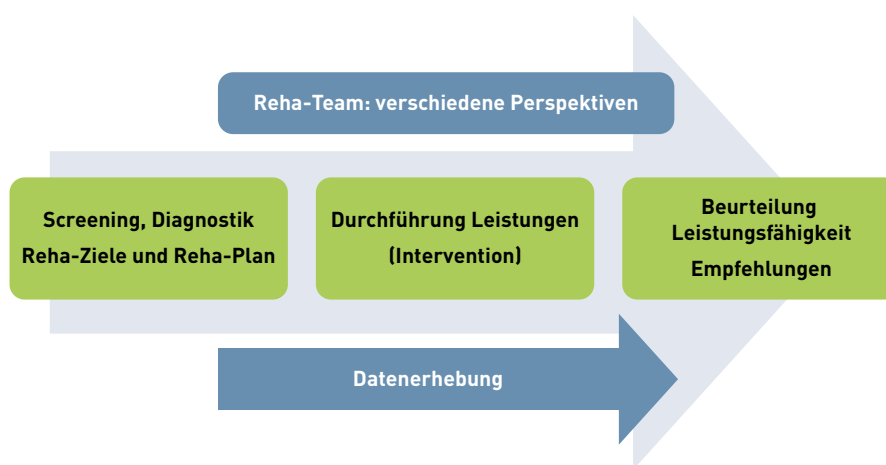 Reha-Team: verschiedene Perspektiven
Screening, Diagnostik
Reha-Ziele und Reha-Plan
Durchführung Leistungen
(Intervention)
Beurteilung
Leistungsfähigkeit
Empfehlungen
Datenerhebung